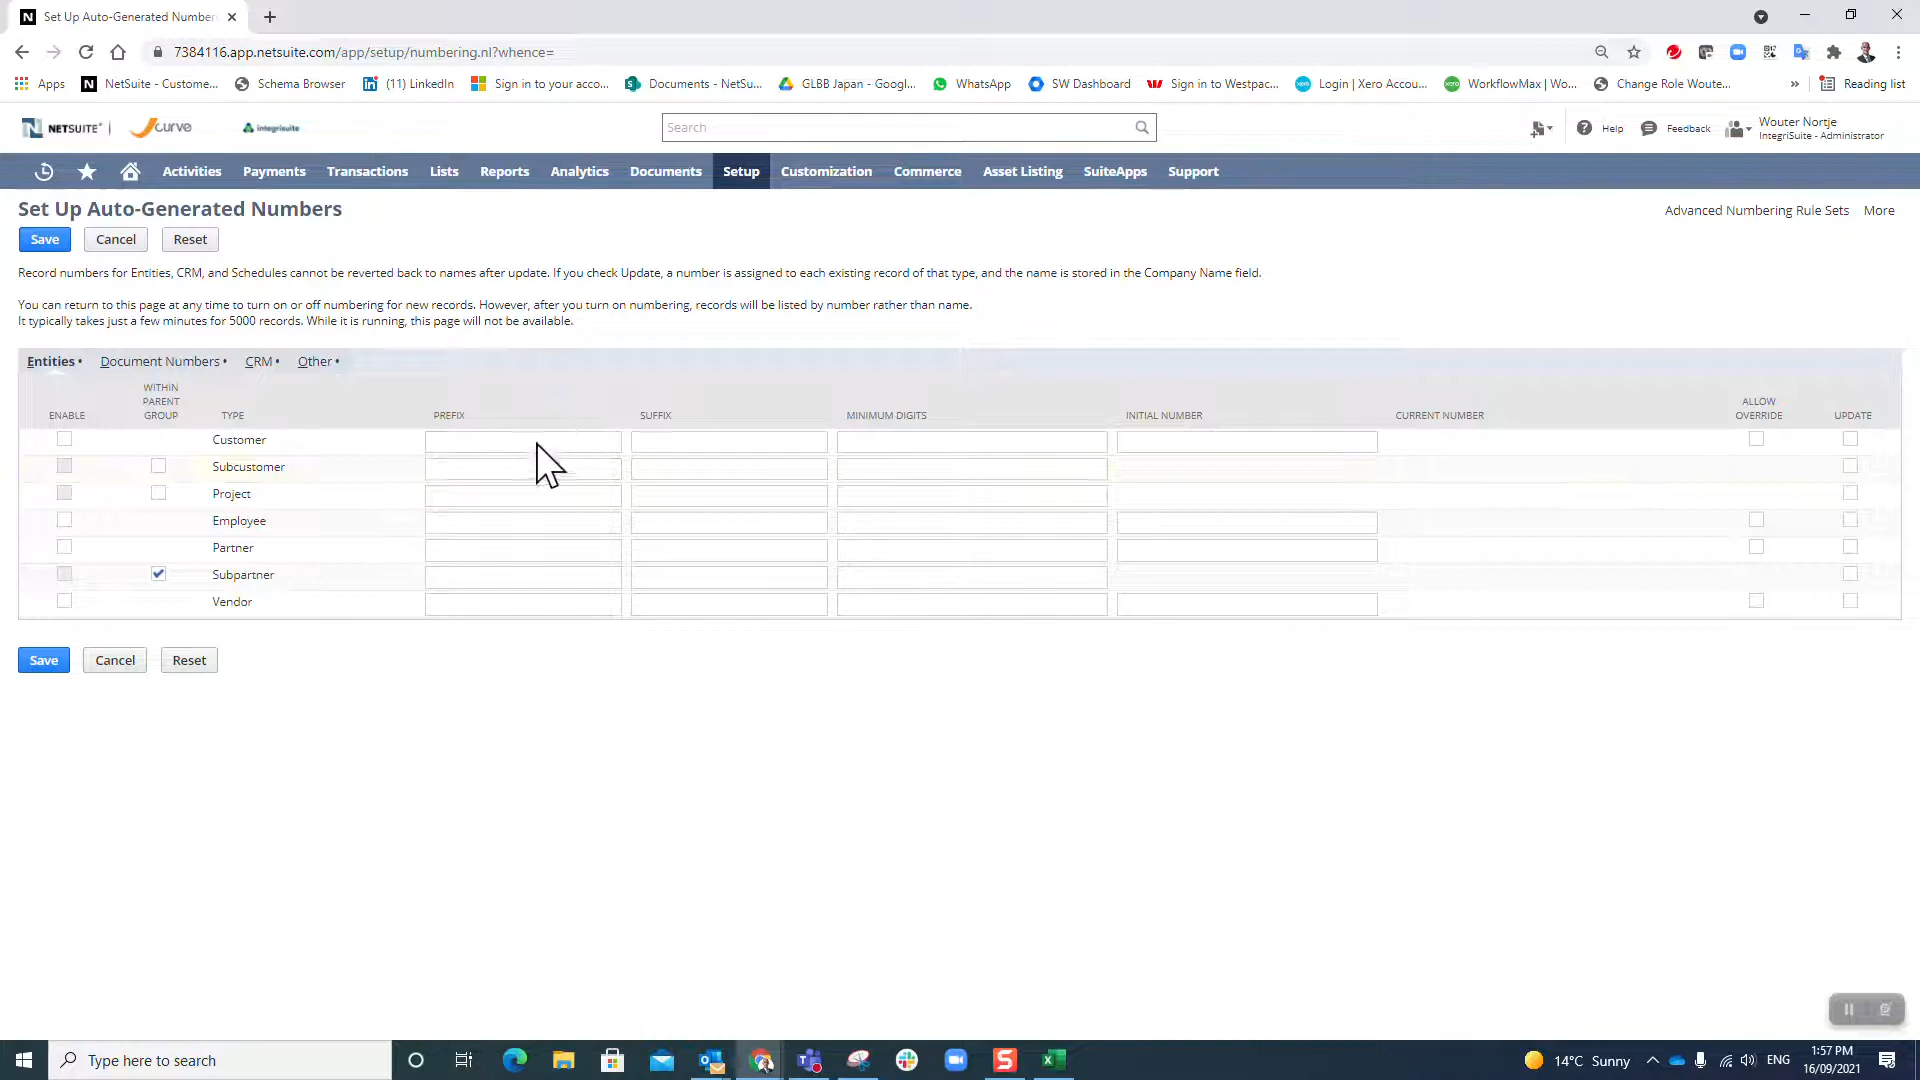 Set Up Auto-Generated Number
7384116.app.netsuite.com/app/setup/numbering.nl?whence=
Apps NetSuite - Custome... Schema Browser (11) LinkedIn Sign in to your acco... Documents - NetSu... GLBB Japan - Googl... WhatsApp SW Dashboard Sign in to Westpac... Login | Xero Accou... WorkflowMax | Wo... Change Role Woute... » Reading list
NETSUITE curve integrisuite Search Help Feedback Wouter Nortje
IntegriSuite - Administrator
Activities Payments Transactions Lists Reports Analytics Documents Setup Customization Commerce Asset Listing SuiteApps Support
Set Up Auto-Generated Numbers
Advanced Numbering Rule Sets More
Save Cancel Reset
Record numbers for Entities, CRM, and Schedules cannot be reverted back to names after update. If you check Update, a number is assigned to each existing record of that type, and the name is stored in the Company Name field.
You can return to this page at any time to turn on or off numbering for new records. However, after you turn on numbering, records will be listed by number rather than name.
It typically takes just a few minutes for 5000 records. While it is running, this page will not be available.
Entities • Document Numbers • CRM • Other •
ENABLE WITHIN PARENT GROUP TYPE PREFIX SUFFIX MINIMUM DIGITS INITIAL NUMBER CURRENT NUMBER ALLOW OVERRIDE UPDATE
Customer
Subcustomer
Project
Employee
Partner
Subpartner
Vendor
Save Cancel Reset
Type here to search
14°C Sunny ENG 1:57 PM
16/09/2021